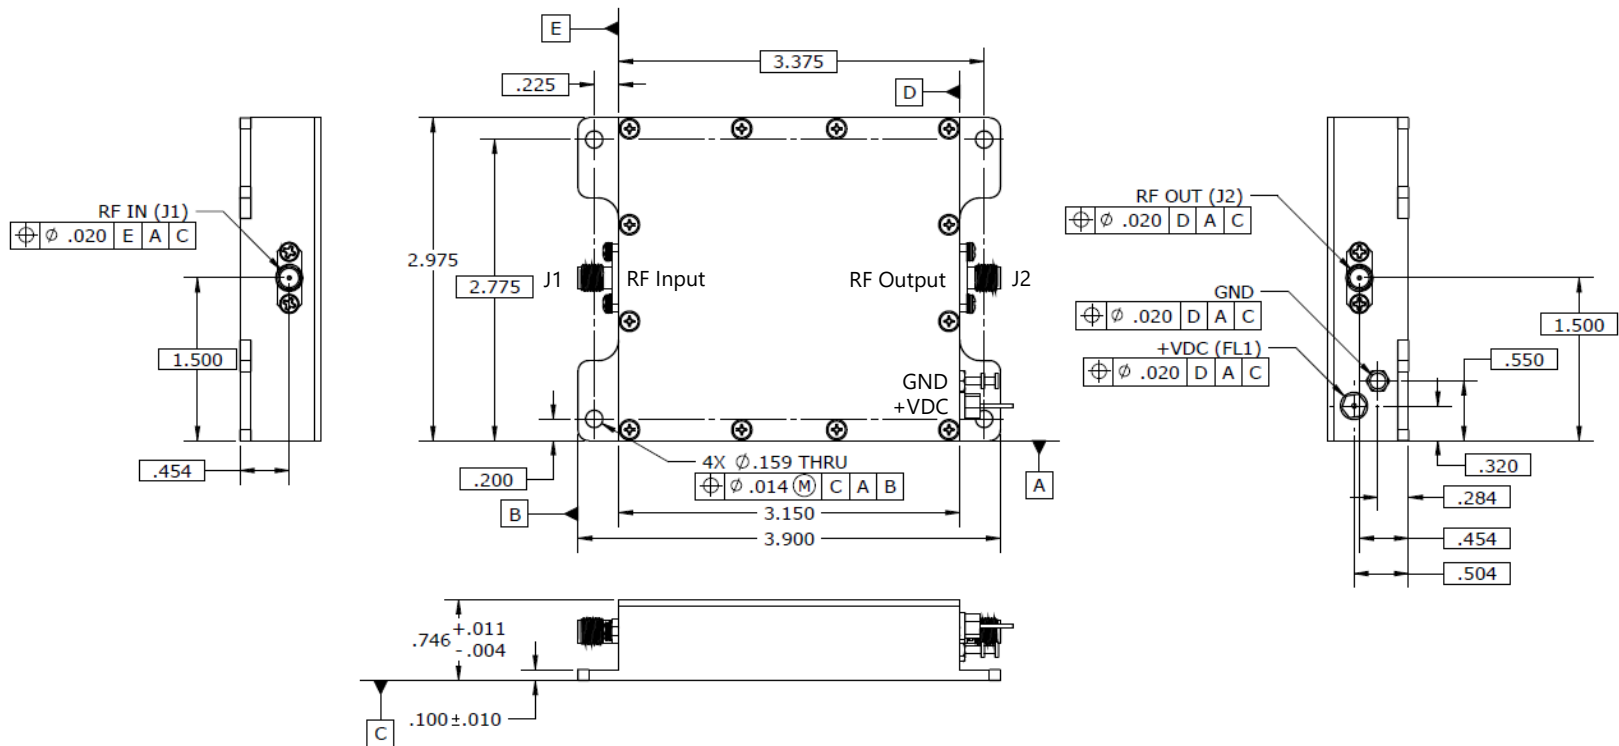 E
3.375
.225
D
RF IN (J1)
⌖ ⌀ .020 E A C
RF OUT (J2)
⌖ ⌀ .020 D A C
2.975
2.775
J1 RF Input
RF Output J2
GND
⌖ ⌀ .020 D A C
+VDC (FL1)
⌖ ⌀ .020 D A C
1.500
1.500
.550
GND
+VDC
.454
.200
4X ⌀.159 THRU
⌖ ⌀ .014 Ⓜ C A B
A
.320
B
3.150
.284
3.900
.454
.504
.746 +.011
-.004
.100±.010
C